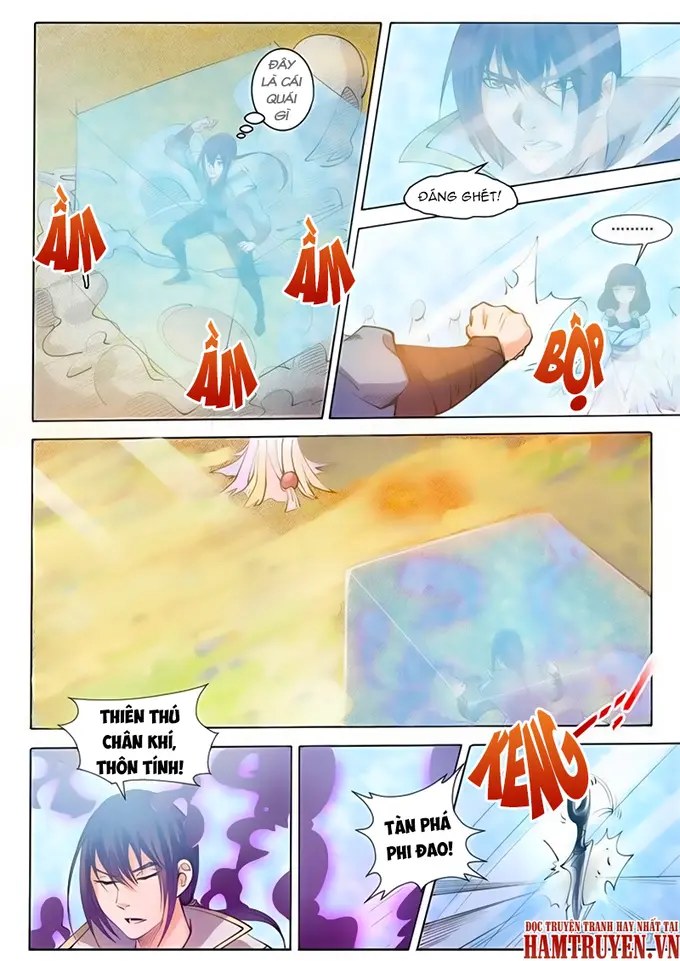 ĐÂY
LÀ CÁI
QUÁI
GÌ
ẦM
ẦM
ẦM
ĐÁNG GHÉT!
.........
BỘP
THIÊN THÚ
CHÂN KHÍ,
THÔN TÍNH!
TÀN PHÁ
PHI ĐAO!
KENG
ĐỌC TRUYỆN TRANH HAY NHẤT TẠI
HAMTRUYEN.VN